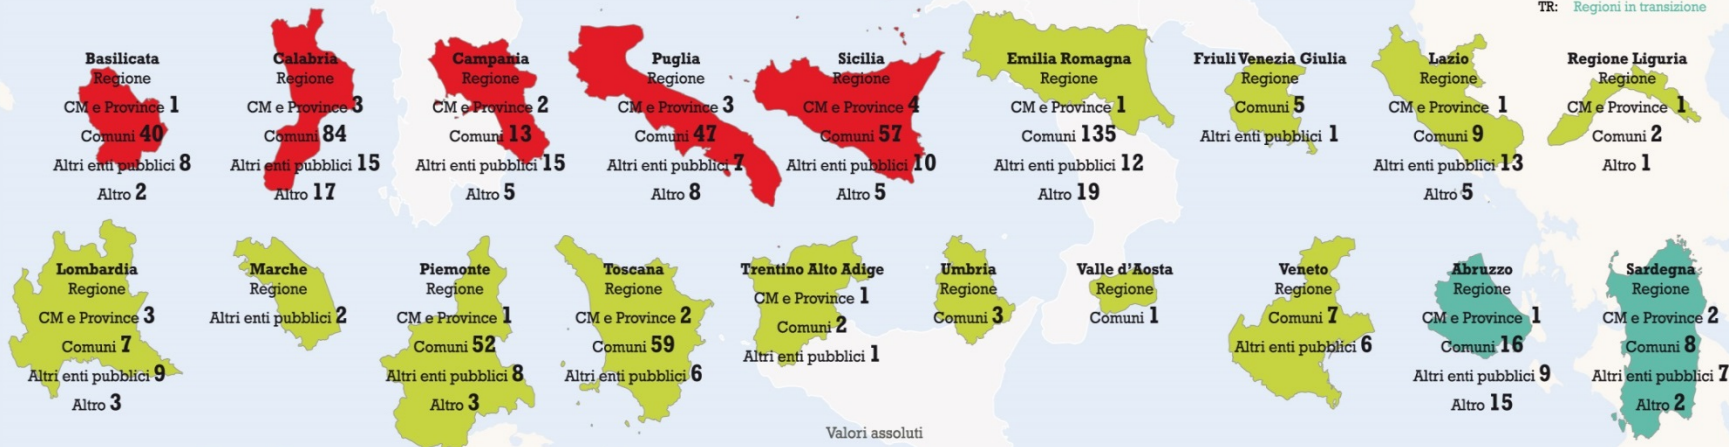 TR: Regioni in transizione
Basilicata
Regione
CM e Province 1
Comuni 40
Altri enti pubblici 8
Altro 2
Calabria
Regione
CM e Province 3
Comuni 84
Altri enti pubblici 15
Altro 17
Campania
Regione
CM e Province 2
Comuni 13
Altri enti pubblici 15
Altro 5
Puglia
Regione
CM e Province 3
Comuni 47
Altri enti pubblici 7
Altro 8
Sicilia
Regione
CM e Province 4
Comuni 57
Altri enti pubblici 10
Altro 5
Emilia Romagna
Regione
CM e Province 1
Comuni 135
Altri enti pubblici 12
Altro 19
Friuli Venezia Giulia
Regione
Comuni 5
Altri enti pubblici 1
Lazio
Regione
CM e Province 1
Comuni 9
Altri enti pubblici 13
Altro 5
Regione Liguria
Regione
CM e Province 1
Comuni 2
Altro 1
Lombardia
Regione
CM e Province 3
Comuni 7
Altri enti pubblici 9
Altro 3
Marche
Regione
Altri enti pubblici 2
Piemonte
Regione
CM e Province 1
Comuni 52
Altri enti pubblici 8
Altro 3
Toscana
Regione
CM e Province 2
Comuni 59
Altri enti pubblici 6
Trentino Alto Adige
CM e Province 1
Comuni 2
Altri enti pubblici 1
Umbria
Regione
Comuni 3
Valle d'Aosta
Regione
Comuni 1
Veneto
Regione
Comuni 7
Altri enti pubblici 6
Abruzzo
Regione
CM e Province 1
Comuni 16
Altri enti pubblici 9
Altro 15
Sardegna
Regione
CM e Province 2
Comuni 8
Altri enti pubblici 7
Altro 2
Valori assoluti